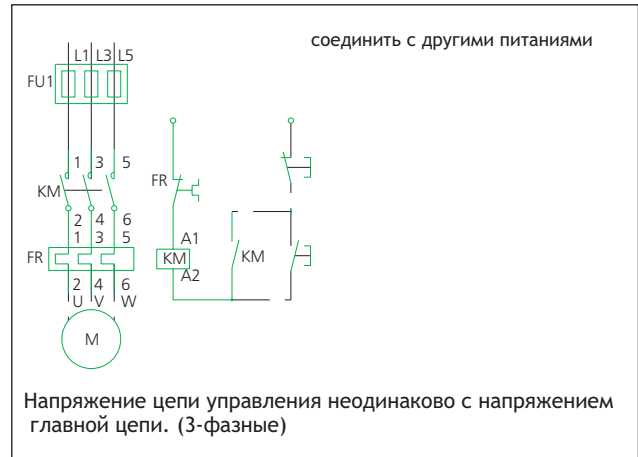 соединить с другими питаниями
L1 L3 L5
FU1
1 3 5
KM
FR
2 4 6
1 3 5
A1
FR
KM
KM
A2
2 4 6
U V W
M
Напряжение цепи управления неодинаково с напряжением
главной цепи. (3-фазные)